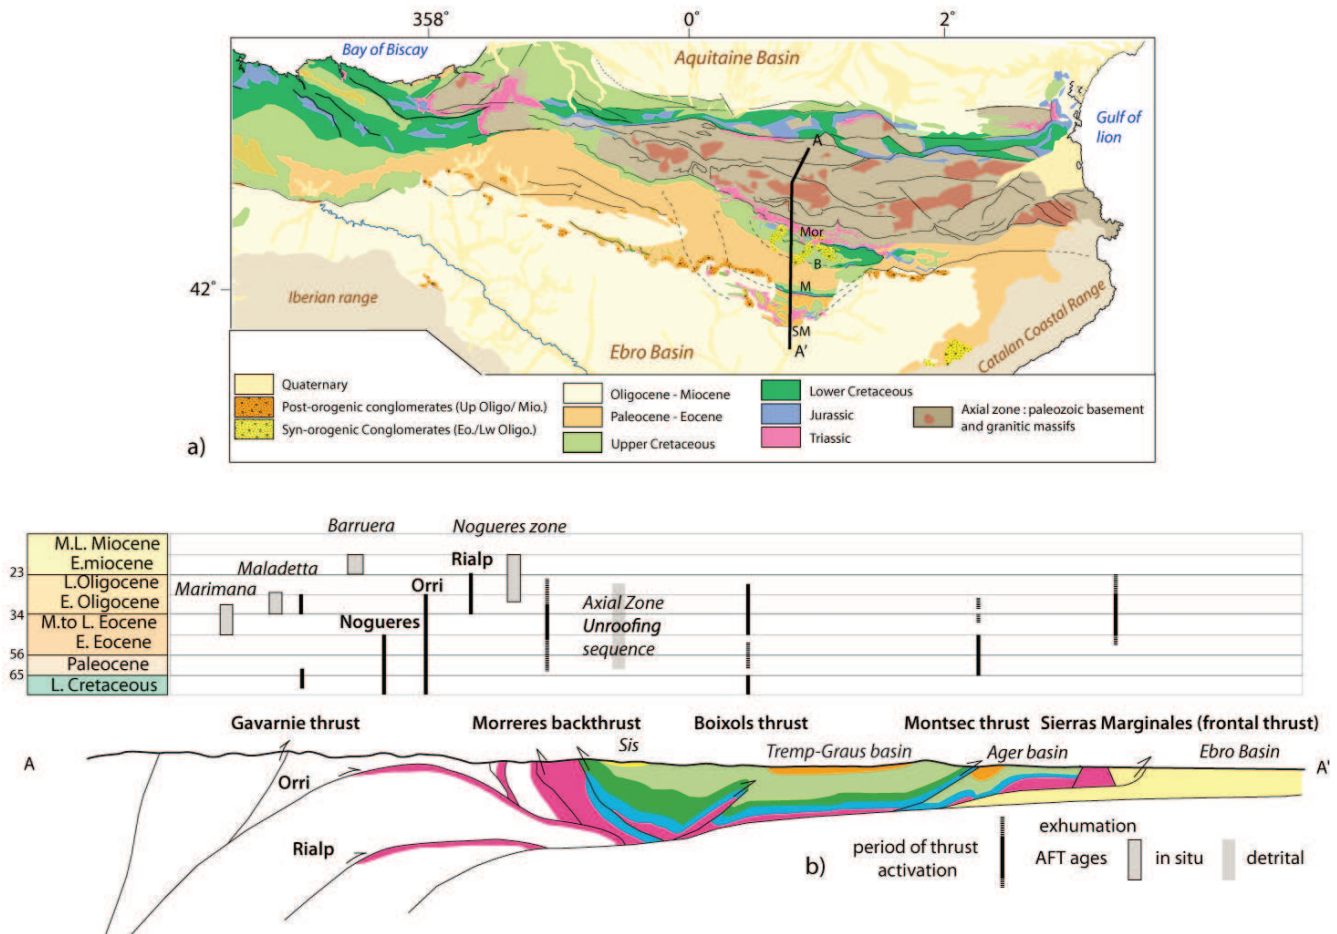 358°
0°
2°
Bay of Biscay
Aquitaine Basin
Gulf of
lion
A
Mor
B
42°
M
Iberian range
SM
Ebro Basin
A'
Catalan Coastal Range
Quaternary
Post-orogenic conglomerates (Up Oligo/ Mio.)
Syn-orogenic Conglomerates (Eo./Lw Oligo.)
Oligocene - Miocene
Paleocene - Eocene
Upper Cretaceous
Lower Cretaceous
Jurassic
Triassic
Axial zone : paleozoic basement
and granitic massifs
a)
Barruera
Nogueres zone
M.L. Miocene
E.miocene
Rialp
23
Maladetta
L.Oligocene
Marimana
Orri
E. Oligocene
Axial Zone
34
M.to L. Eocene
Nogueres
Unroofing
E. Eocene
sequence
56
Paleocene
65
L. Cretaceous
Gavarnie thrust
Morreres backthrust
Boixols thrust
Montsec thrust
Sierras Marginales (frontal thrust)
Sis
Tremp-Graus basin
Ager basin
Ebro Basin
A
A'
Orri
Rialp
exhumation
period of thrust
activation
b)
AFT ages
in situ
detrital